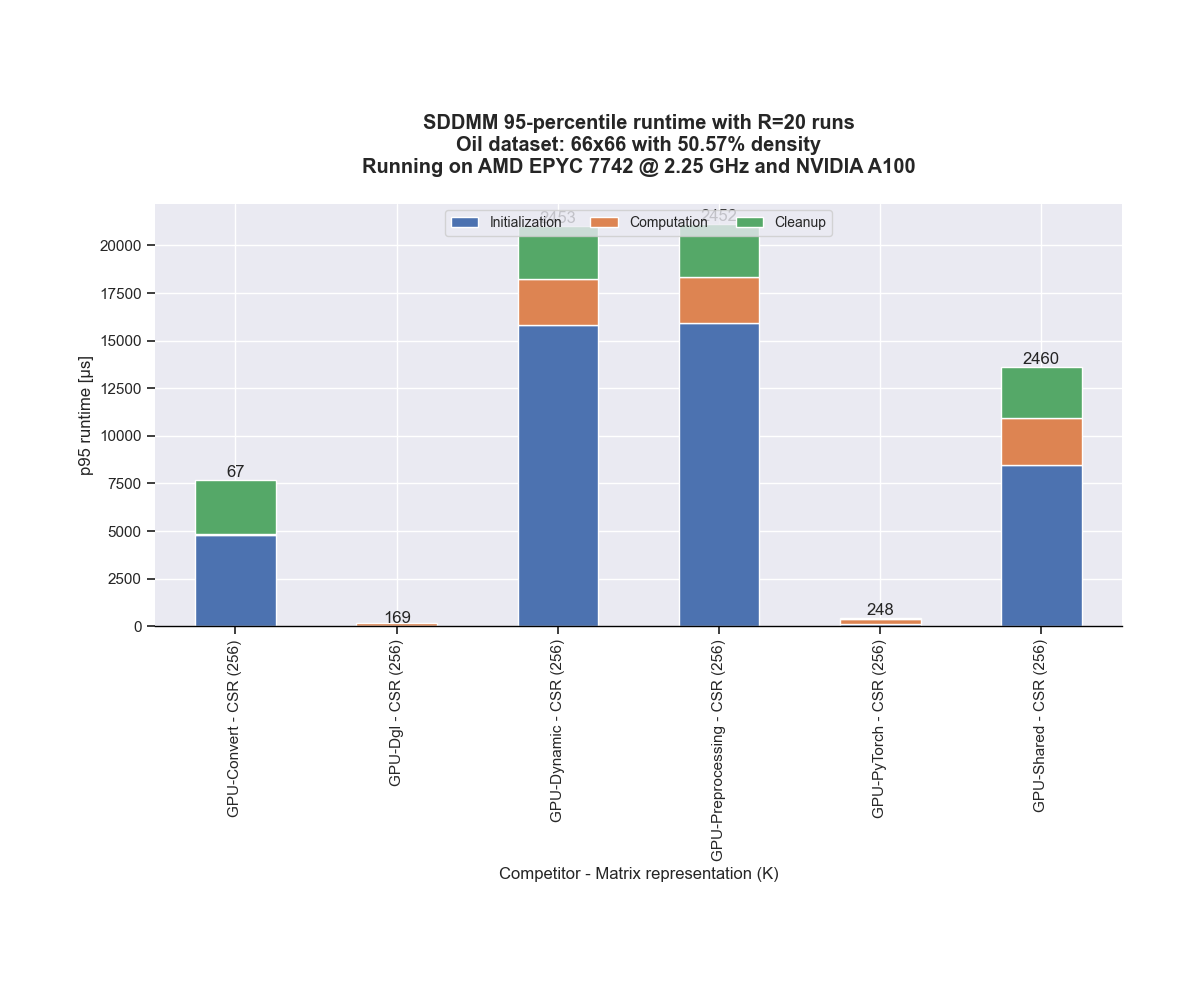 SDDMM 95-percentile runtime with R=20 runs
Oil dataset: 66x66 with 50.57% density
Running on AMD EPYC 7742 @ 2.25 GHz and NVIDIA A100
Initialization
Computation
Cleanup
2453
2452
2460
67
169
248
p95 runtime [µs]
20000
17500
15000
12500
10000
7500
5000
2500
0
GPU-Convert - CSR (256)
GPU-Dgl - CSR (256)
GPU-Dynamic - CSR (256)
GPU-Preprocessing - CSR (256)
GPU-PyTorch - CSR (256)
GPU-Shared - CSR (256)
Competitor - Matrix representation (K)